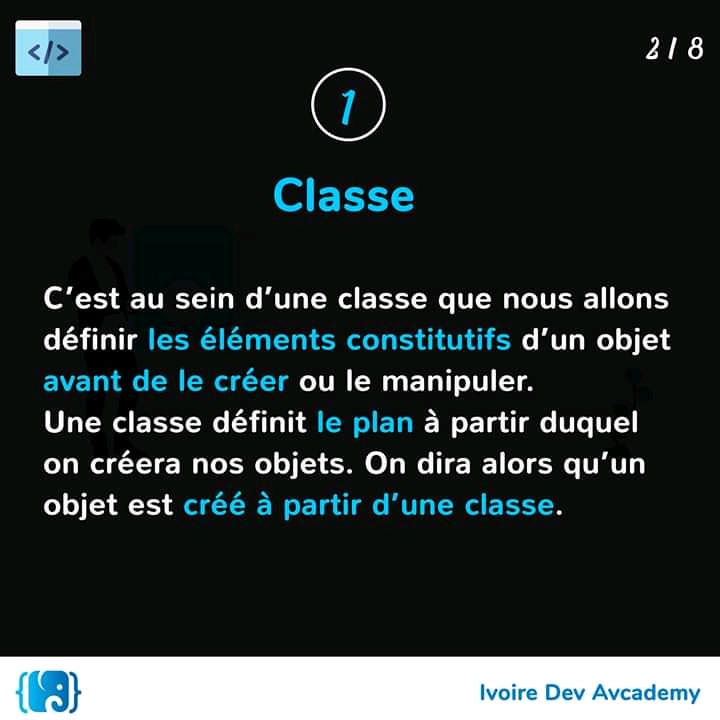 </>
2 / 8
1
Classe
C’est au sein d’une classe que nous allons
définir les éléments constitutifs d’un objet
avant de le créer ou le manipuler.
Une classe définit le plan à partir duquel
on créera nos objets. On dira alors qu’un
objet est créé à partir d’une classe.
Ivoire Dev Avcademy